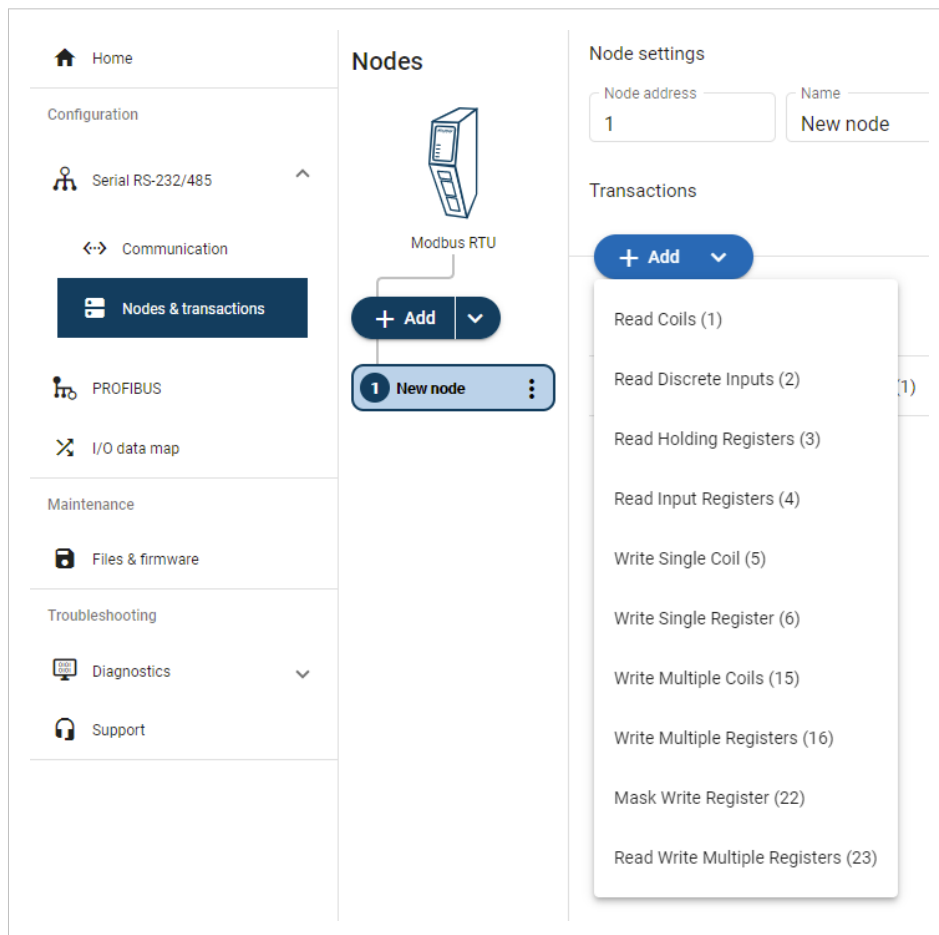 Home
Configuration
Serial RS-232/485
Communication
Nodes & transactions
PROFIBUS
I/O data map
Maintenance
Files & firmware
Troubleshooting
Diagnostics
Support
Nodes
Modbus RTU
+ Add
1 New node
Node settings
Node address
1
Name
New node
Transactions
+ Add
Read Coils (1)
Read Discrete Inputs (2)
(1)
Read Holding Registers (3)
Read Input Registers (4)
Write Single Coil (5)
Write Single Register (6)
Write Multiple Coils (15)
Write Multiple Registers (16)
Mask Write Register (22)
Read Write Multiple Registers (23)